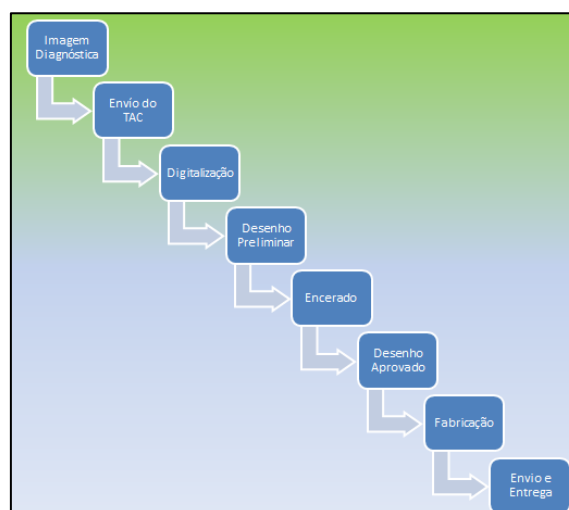 Imagem
Diagnóstica
Envío do
TAC
Digitalização
Desenho
Preliminar
Encerado
Desenho
Aprovado
Fabricação
Envio e
Entrega